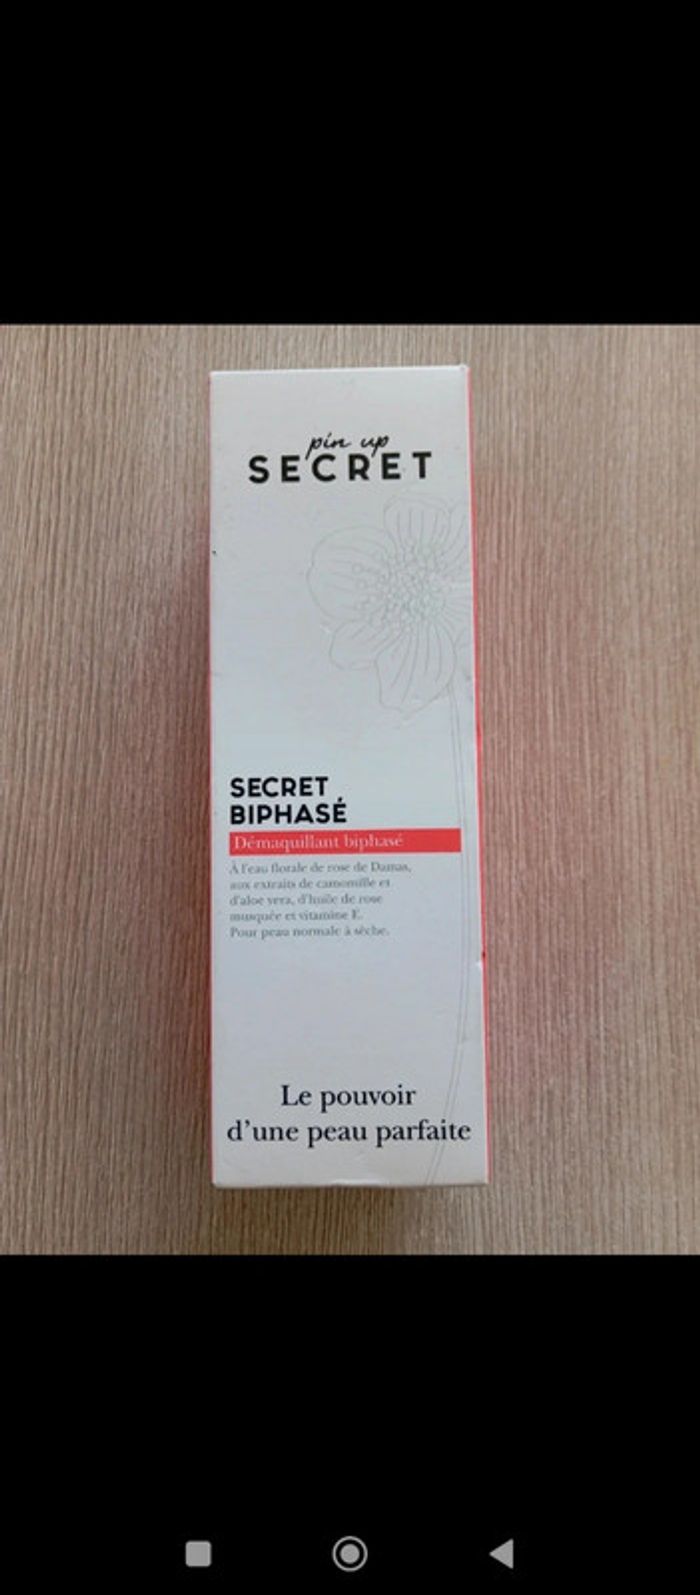 pin up
SECRET
SECRET
BIPHASÉ
Démaquillant biphasé
À l'eau florale de rose de Damas,
aux extraits de camomille et
d'aloe vera, d'huile de rose
musquée et vitamine E.
Pour peau normale à sèche.
Le pouvoir
d'une peau parfaite